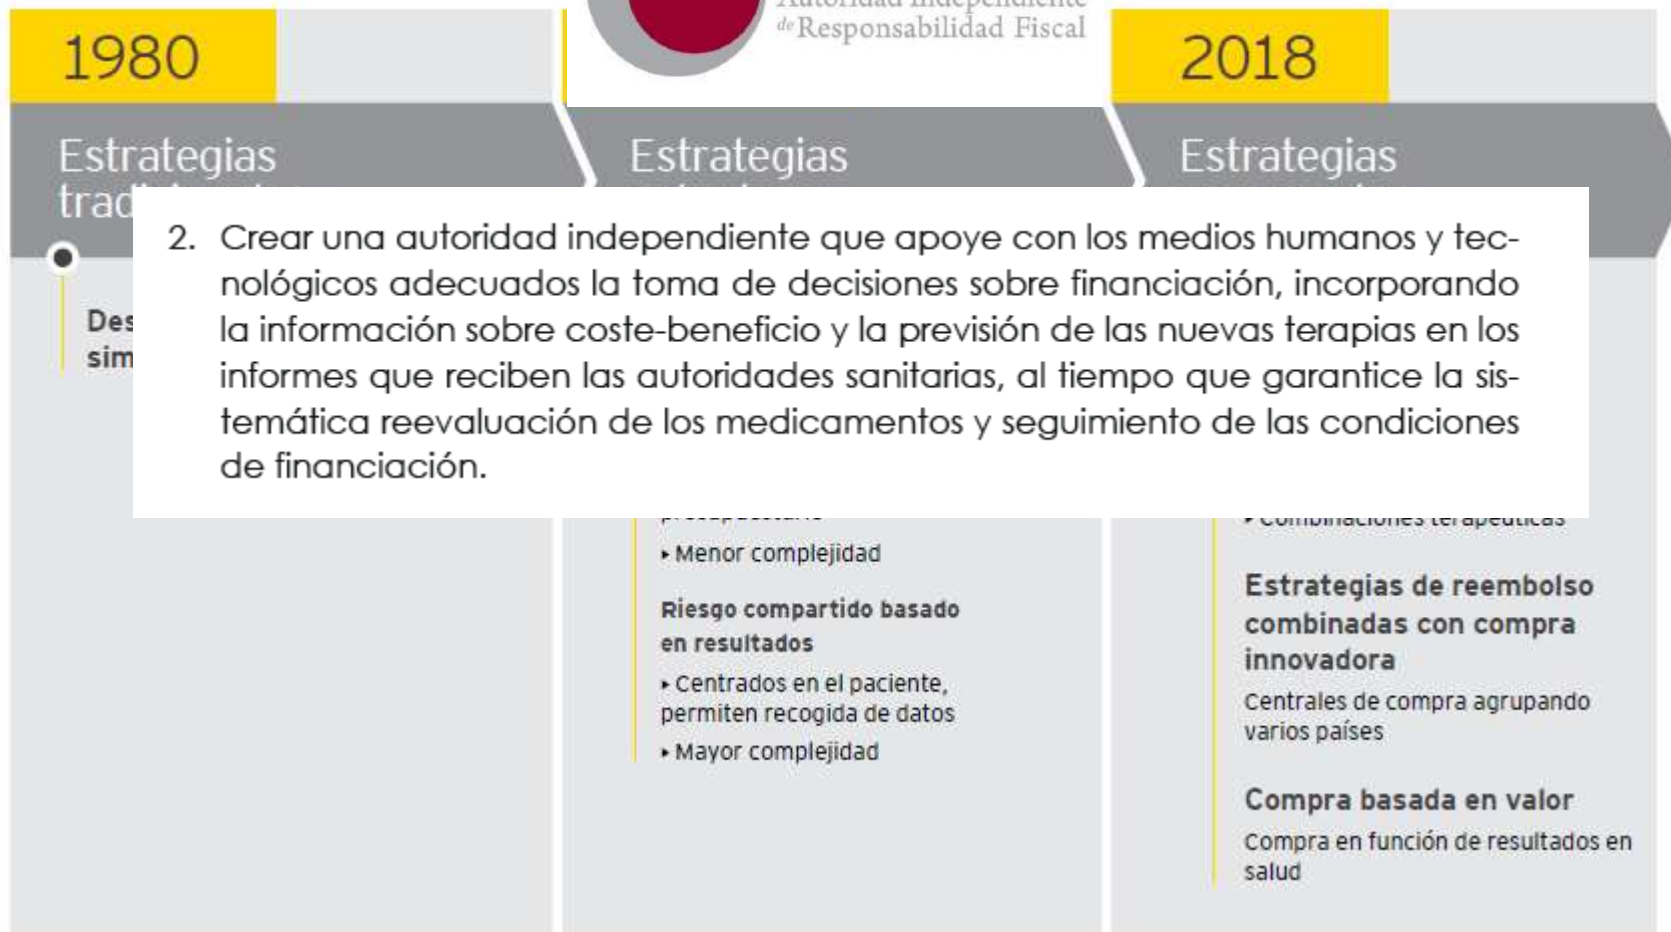 Autoridad Independiente
de Responsabilidad Fiscal
1980
2018
Estrategias
Estrategias
Estrategias
2. Crear una autoridad independiente que apoye con los medios humanos y tec-
nológicos adecuados la toma de decisiones sobre financiación, incorporando
la información sobre coste-beneficio y la previsión de las nuevas terapias en los
informes que reciben las autoridades sanitarias, al tiempo que garantice la sis-
temática reevaluación de los medicamentos y seguimiento de las condiciones
de financiación.
▸ Menor complejidad
Riesgo compartido basado
en resultados
▸ Centrados en el paciente,
permiten recogida de datos
▸ Mayor complejidad
▸ Combinaciones terapéuticas
Estrategias de reembolso
combinadas con compra
innovadora
Centrales de compra agrupando
varios países
Compra basada en valor
Compra en función de resultados en
salud